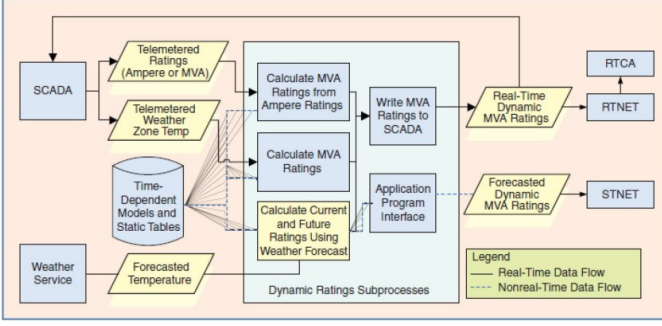 SCADA
Telemetered
Ratings
(Ampere or MVA)
Telemetered
Weather
Zone Temp
Time-
Dependent
Models and
Static Tables
Weather
Service
Forecasted
Temperature
Calculate MVA
Ratings from
Ampere Ratings
Calculate MVA
Ratings
Calculate Current
and Future
Ratings Using
Weather Forecast
Write MVA
Ratings to
SCADA
Application
Program
Interface
Dynamic Ratings Subprocesses
Real-Time
Dynamic
MVA Ratings
RTCA
RTNET
Forecasted
Dynamic
MVA Ratings
STNET
Legend
Real-Time Data Flow
Nonreal-Time Data Flow